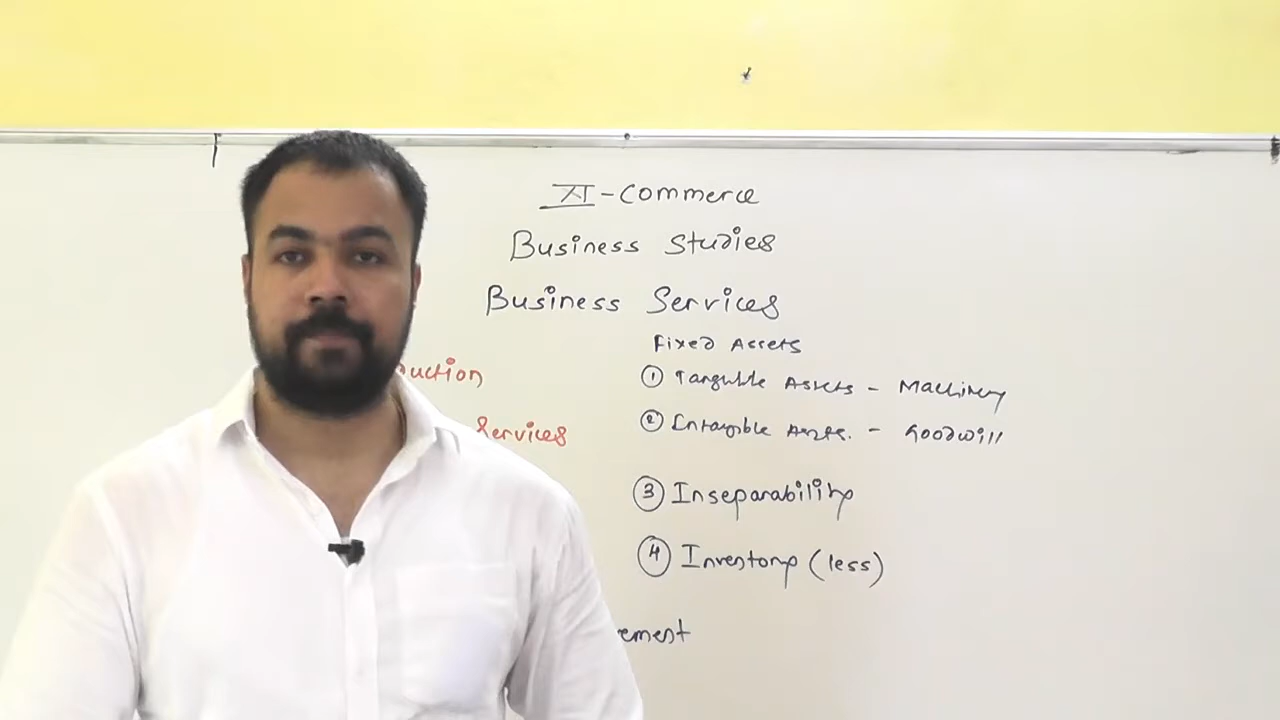 XI-Commerce
Business Studies
Business Services
Fixed Assets
① Tangible Assets - Machinery
② Intangible Assts. - Goodwill
uction
Services
③ Inseparability
④ Inventory (less)
ement